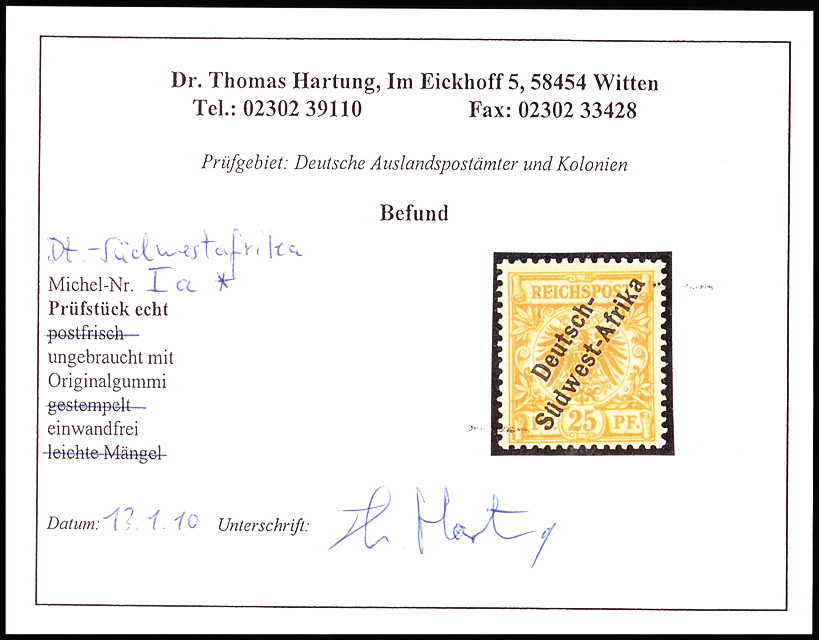 Dr. Thomas Hartung, Im Eickhoff 5, 58454 Witten
Tel.: 02302 39110 Fax: 02302 33428
Prüfgebiet: Deutsche Auslandspostämter und Kolonien
Befund
Dt.-Südwestafrika
Michel-Nr. I a *
Prüfstück echt
postfrisch
ungebraucht mit
Originalgummi
gestempelt
einwandfrei
leichte Mängel
REICHSPOST
Deutsch-
Südwest-Afrika
25 PF.
Datum: 13.1.10 Unterschrift: Th. Hartung